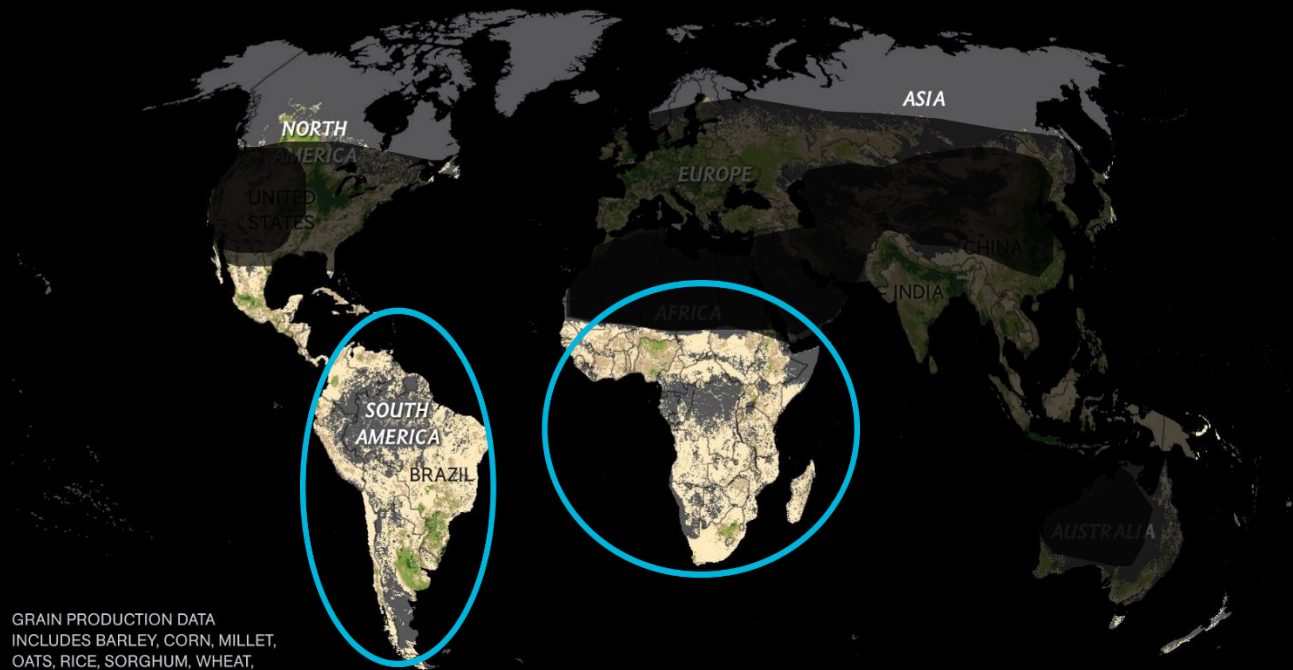 ASIA
NORTH
AMERICA
EUROPE
UNITED
STATES
CHINA
INDIA
AFRICA
SOUTH
AMERICA
BRAZIL
AUSTRALIA
GRAIN PRODUCTION DATA
INCLUDES BARLEY, CORN, MILLET,
OATS, RICE, SORGHUM, WHEAT,